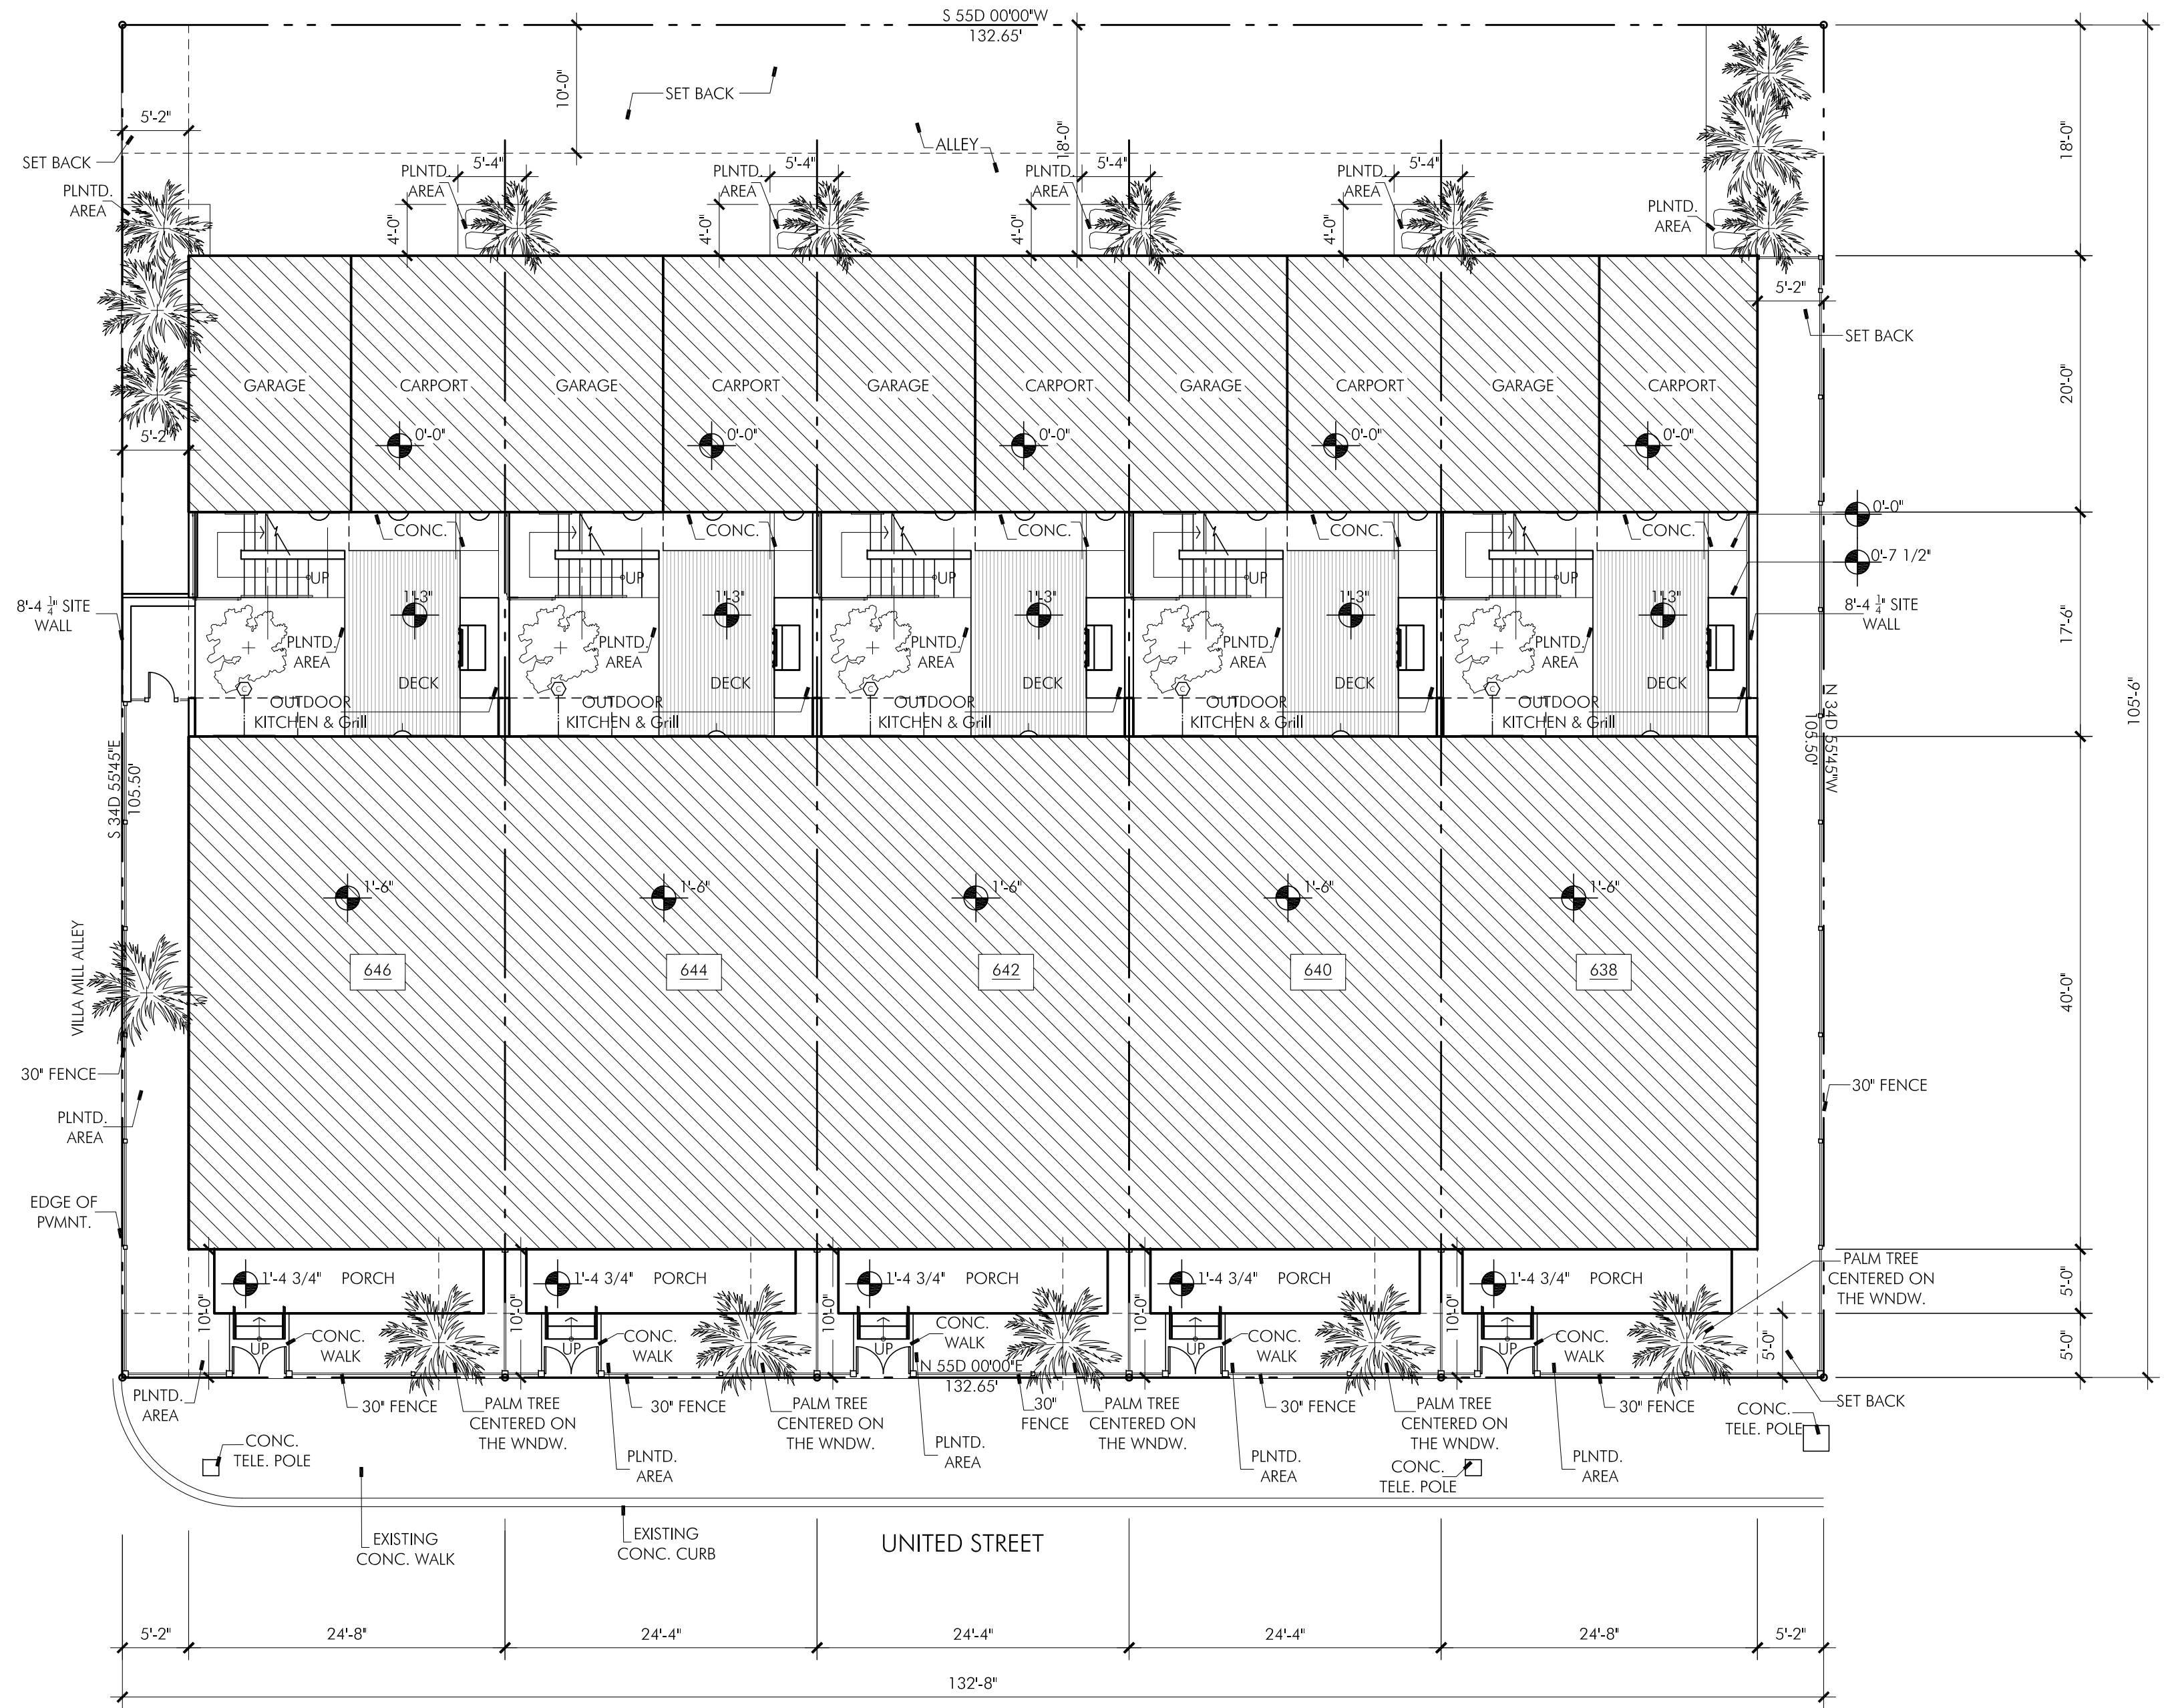 S 55D 00'00"W
132.65'
10'-0"
SET BACK
5'-2"
SET BACK
ALLEY
18'-0"
18'-0"
PLNTD.
AREA
PLNTD.
AREA
5'-4"
4'-0"
PLNTD.
AREA
5'-4"
4'-0"
PLNTD.
AREA
5'-4"
4'-0"
PLNTD.
AREA
5'-4"
4'-0"
PLNTD.
AREA
5'-2"
SET BACK
GARAGE
CARPORT
GARAGE
CARPORT
GARAGE
CARPORT
GARAGE
CARPORT
GARAGE
CARPORT
20'-0"
105'-6"
5'-2"
0'-0"
0'-0"
0'-0"
0'-0"
0'-0"
0'-0"
0'-7 1/2"
CONC.
CONC.
CONC.
CONC.
CONC.
UP
UP
UP
UP
UP
1'-3"
1'-3"
1'-3"
1'-3"
1'-3"
8'-4 1/4" SITE
WALL
8'-4 1/4" SITE
WALL
17'-6"
PLNTD.
AREA
PLNTD.
AREA
PLNTD.
AREA
PLNTD.
AREA
PLNTD.
AREA
DECK
DECK
DECK
DECK
DECK
C
C
C
C
C
OUTDOOR
KITCHEN & Grill
OUTDOOR
KITCHEN & Grill
OUTDOOR
KITCHEN & Grill
OUTDOOR
KITCHEN & Grill
OUTDOOR
KITCHEN & Grill
S 34D 55'45"E
105.50'
N 34D 55'45"W
105.50'
1'-6"
1'-6"
1'-6"
1'-6"
1'-6"
646
644
642
640
638
VILLA MILL ALLEY
40'-0"
30" FENCE
30" FENCE
PLNTD.
AREA
EDGE OF
PVMNT.
1'-4 3/4" PORCH
1'-4 3/4" PORCH
1'-4 3/4" PORCH
1'-4 3/4" PORCH
1'-4 3/4" PORCH
PALM TREE
CENTERED ON
THE WNDW.
5'-0"
10'-0"
10'-0"
10'-0"
10'-0"
10'-0"
UP
CONC.
WALK
UP
CONC.
WALK
UP
CONC.
WALK
UP
CONC.
WALK
UP
CONC.
WALK
5'-0"
5'-0"
N 55D 00'00"E
132.65'
PLNTD.
AREA
30" FENCE
PALM TREE
CENTERED ON
THE WNDW.
30" FENCE
PALM TREE
CENTERED ON
THE WNDW.
30"
FENCE
PALM TREE
CENTERED ON
THE WNDW.
30" FENCE
PALM TREE
CENTERED ON
THE WNDW.
30" FENCE
SET BACK
CONC.
TELE. POLE
CONC.
TELE. POLE
PLNTD.
AREA
PLNTD.
AREA
PLNTD.
AREA
CONC.
TELE. POLE
PLNTD.
AREA
EXISTING
CONC. WALK
EXISTING
CONC. CURB
UNITED STREET
5'-2"
24'-8"
24'-4"
24'-4"
24'-4"
24'-8"
5'-2"
132'-8"